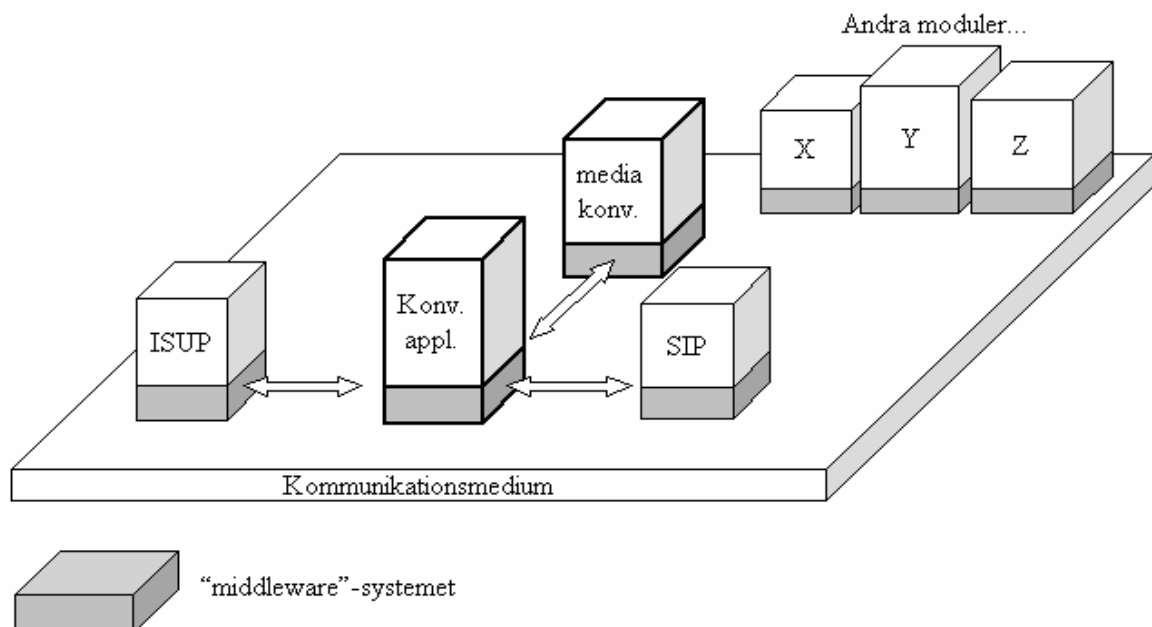 Andra moduler...
X
Y
Z
media
konv.
Konv.
appl.
ISUP
SIP
Kommunikationsmedium
“middleware”-systemet